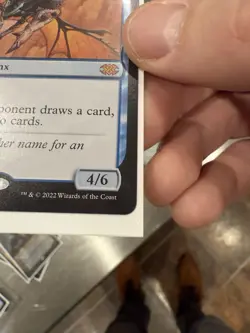 nx
ponent draws a card,
o cards.
her name for an
4/6
™ & © 2022 Wizards of the Coast